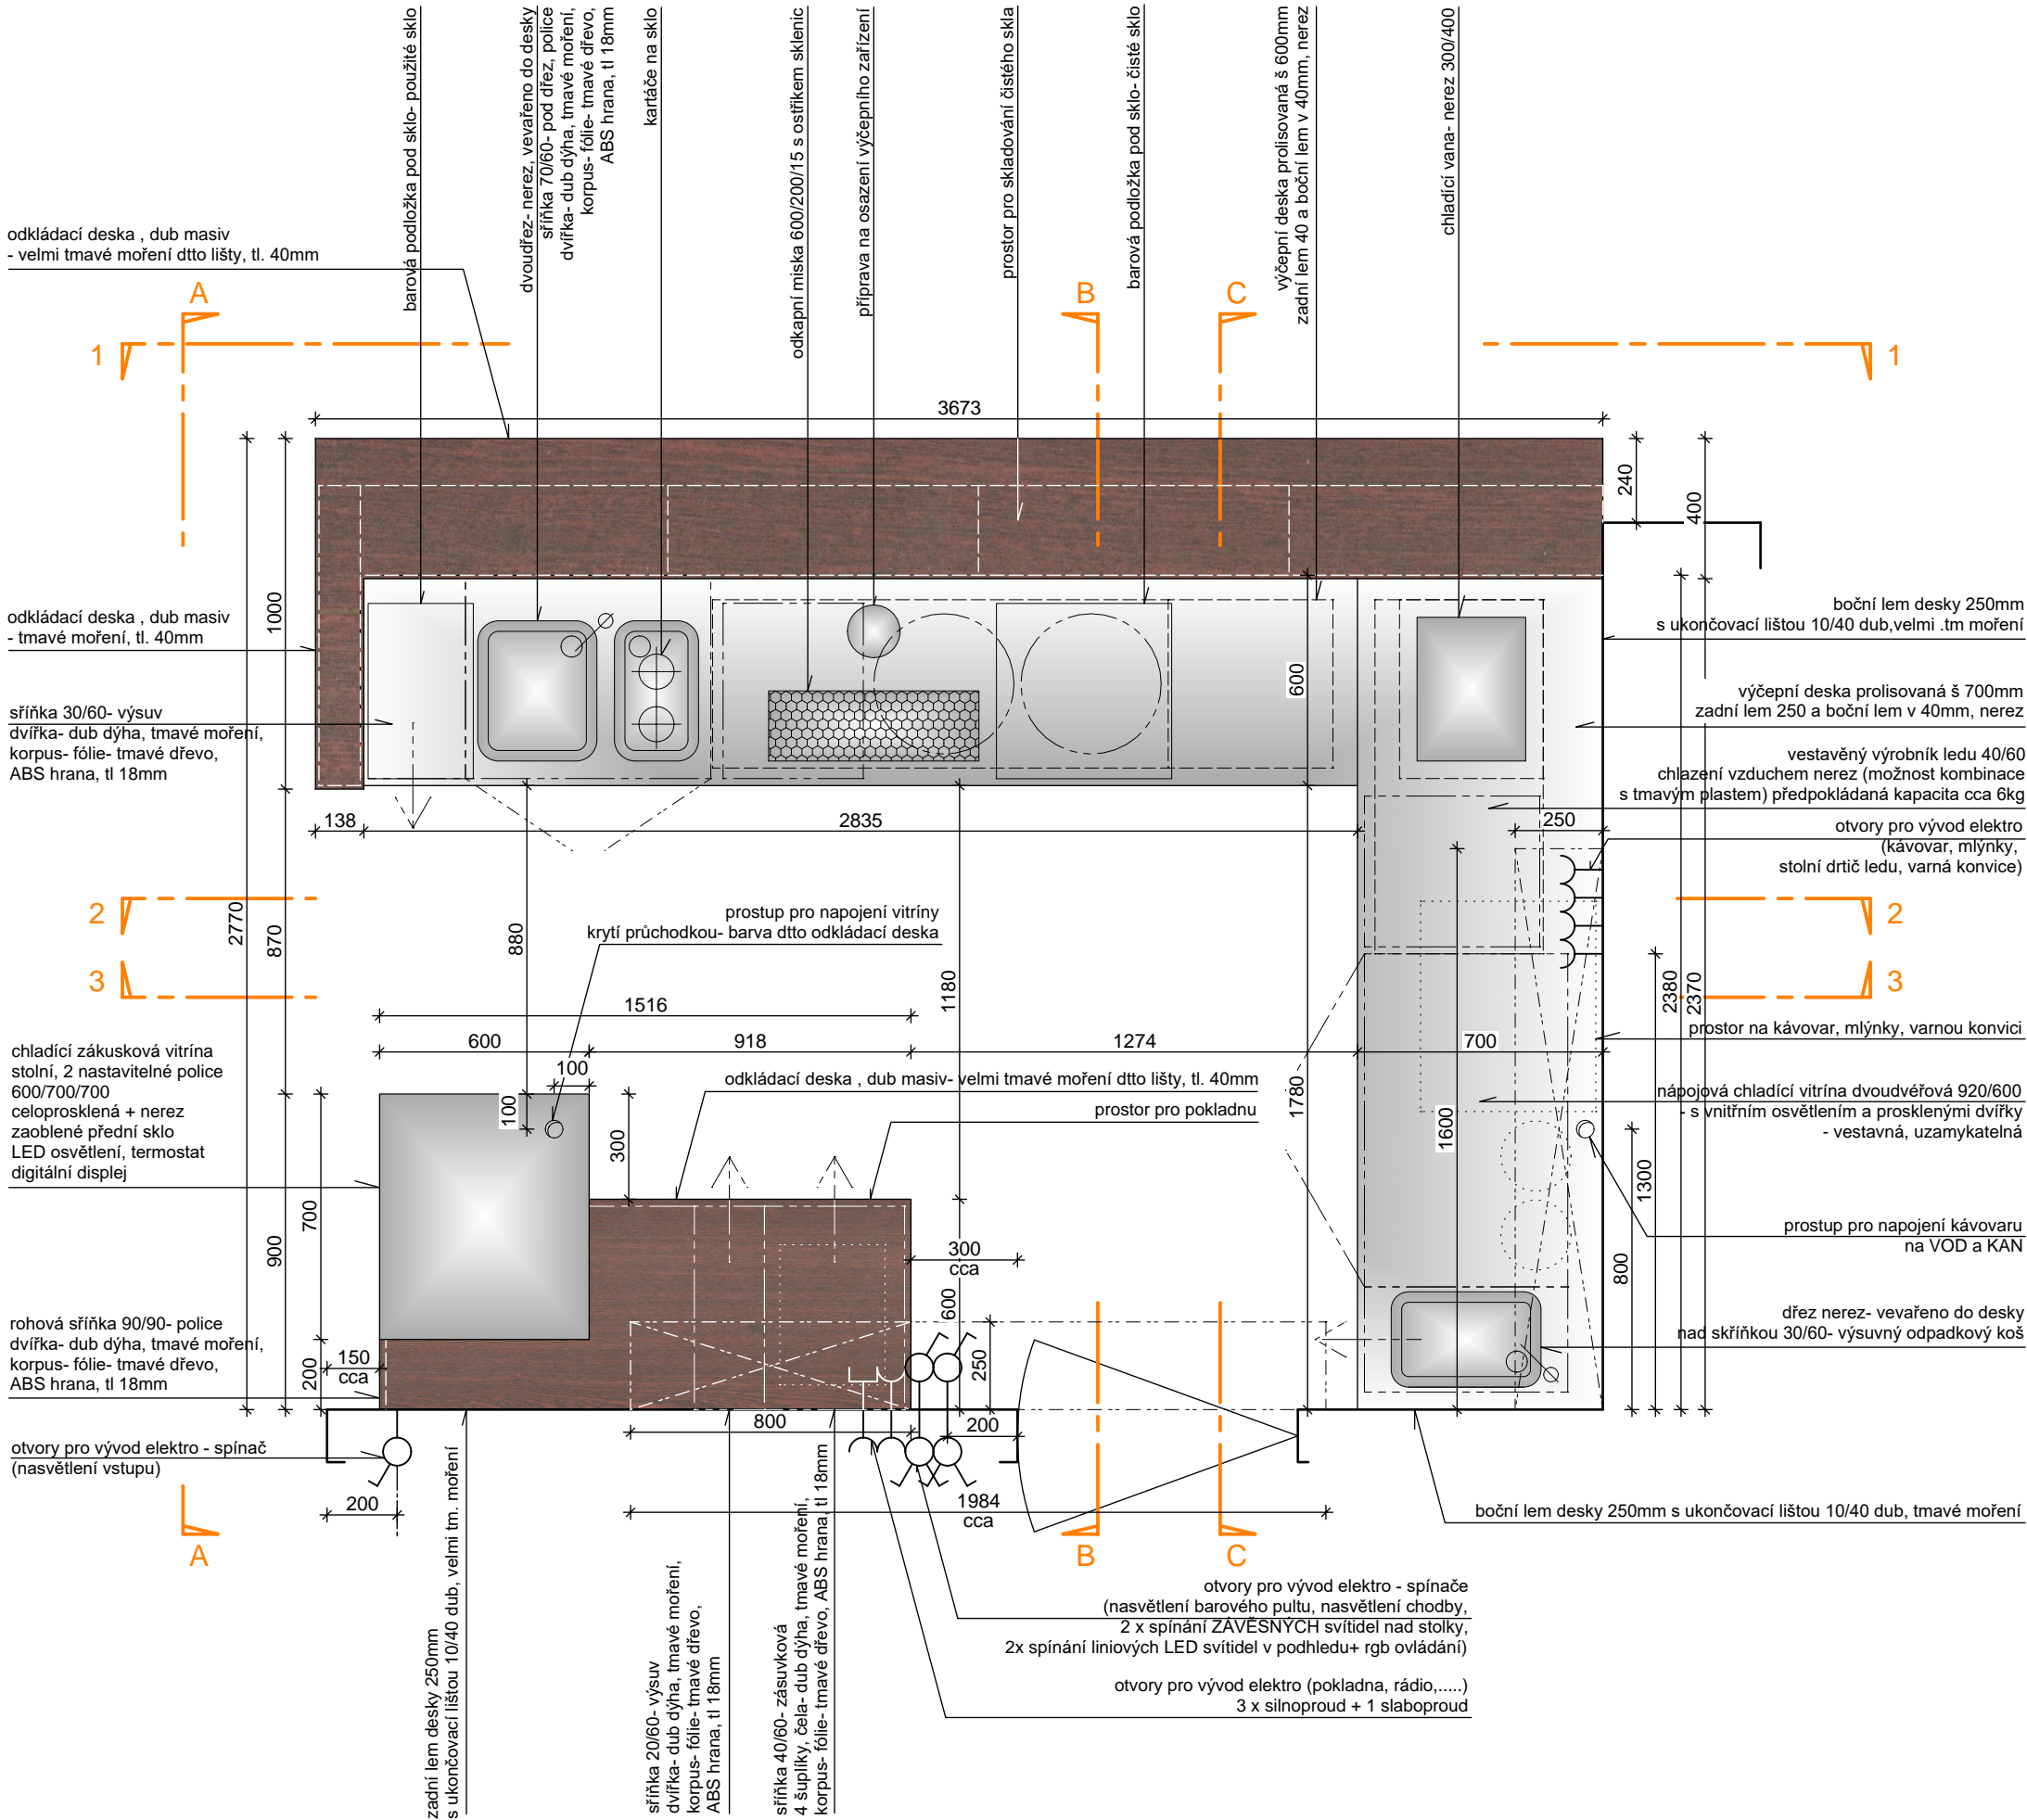 barová podložka pod sklo- použité sklo
dvoudřez- nerez, vevařeno do desky
sříňka 70/60- pod dřez, police
dvířka- dub dýha, tmavé moření,
korpus- fólie- tmavé dřevo,
ABS hrana, tl 18mm
kartáče na sklo
odkapní miska 600/200/15 s ostřikem sklenic
příprava na osazení výčepního zařízení
prostor pro skladování čistého skla
barová podložka pod sklo- čisté sklo
výčepní deska prolisovaná š 600mm
zadní lem 40 a boční lem v 40mm, nerez
chladící vana- nerez 300/400
odkládací deska , dub masiv
- velmi tmavé moření dtto lišty, tl. 40mm
A
B
C
1
1
3673
240
400
1000
odkládací deska , dub masiv
- tmavé moření, tl. 40mm
boční lem desky 250mm
s ukončovací lištou 10/40 dub,velmi .tm moření
600
sříňka 30/60- výsuv
dvířka- dub dýha, tmavé moření,
korpus- fólie- tmavé dřevo,
ABS hrana, tl 18mm
výčepní deska prolisovaná š 700mm
zadní lem 250 a boční lem v 40mm, nerez
vestavěný výrobník ledu 40/60
chlazení vzduchem nerez (možnost kombinace
s tmavým plastem) předpokládaná kapacita cca 6kg
138
2835
250
otvory pro vývod elektro
(kávovar, mlýnky,
stolní drtič ledu, varná konvice)
2
2
2770
870
880
prostup pro napojení vitríny
krytí průchodkou- barva dtto odkládací deska
3
3
1180
2380
2370
1516
600
918
1274
700
prostor na kávovar, mlýnky, varnou konvici
chladící zákusková vitrína
stolní, 2 nastavitelné police
600/700/700
celoprosklená + nerez
zaoblené přední sklo
LED osvětlení, termostat
digitální displej
100
100
odkládací deska , dub masiv- velmi tmavé moření dtto lišty, tl. 40mm
prostor pro pokladnu
1780
1600
nápojová chladící vitrína dvoudvéřová 920/600
- s vnitřním osvětlením a prosklenými dvířky
- vestavná, uzamykatelná
300
1300
700
900
prostup pro napojení kávovaru
na VOD a KAN
300
cca
800
600
rohová sříňka 90/90- police
dvířka- dub dýha, tmavé moření,
korpus- fólie- tmavé dřevo,
ABS hrana, tl 18mm
150
cca
200
250
dřez nerez- vevařeno do desky
nad skříňkou 30/60- výsuvný odpadkový koš
800
200
otvory pro vývod elektro - spínač
(nasvětlení vstupu)
200
1984
cca
boční lem desky 250mm s ukončovací lištou 10/40 dub, tmavé moření
A
B
C
zadní lem desky 250mm
s ukončovací lištou 10/40 dub, velmi tm. moření
sříňka 20/60- výsuv
dvířka- dub dýha, tmavé moření,
korpus- fólie- tmavé dřevo,
ABS hrana, tl 18mm
sříňka 40/60- zásuvková
4 šuplíky, čela- dub dýha, tmavé moření,
korpus- fólie- tmavé dřevo, ABS hrana, tl 18mm
otvory pro vývod elektro - spínače
(nasvětlení barového pultu, nasvětlení chodby,
2 x spínání ZÁVĚSNÝCH svítidel nad stolky,
2x spínání liniových LED svítidel v podhledu+ rgb ovládání)
otvory pro vývod elektro (pokladna, rádio,.....)
3 x silnoproud + 1 slaboproud